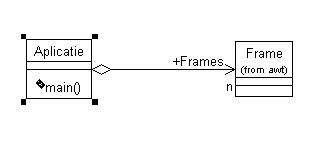 Aplicatie
main()
+Frames
n
Frame
(from awt)